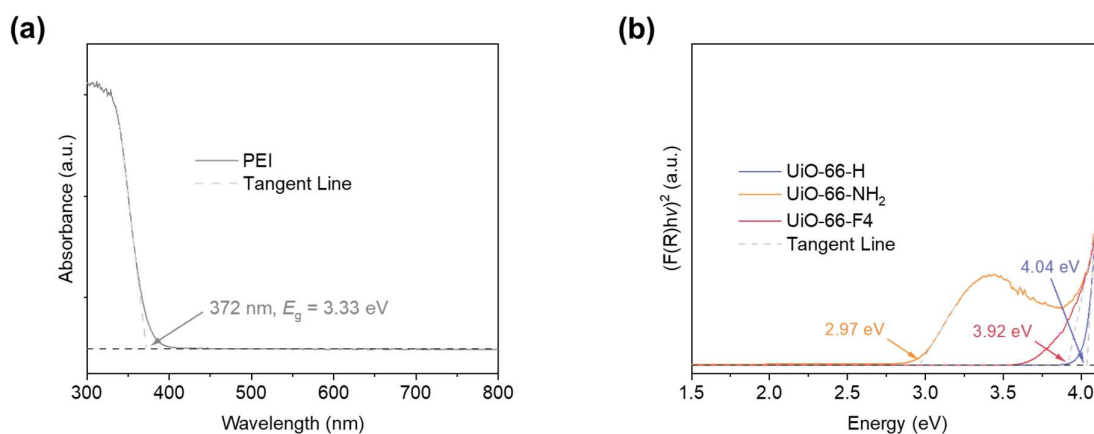 (a)
Absorbance (a.u.)
PEI
Tangent Line
372 nm, E_g = 3.33 eV
300 400 500 600 700 800
Wavelength (nm)
(b)
(F(R)hν)²  (a.u.)
UiO-66-H
UiO-66-NH₂
UiO-66-F4
Tangent Line
4.04 eV
2.97 eV
3.92 eV
1.5 2.0 2.5 3.0 3.5 4.0
Energy (eV)